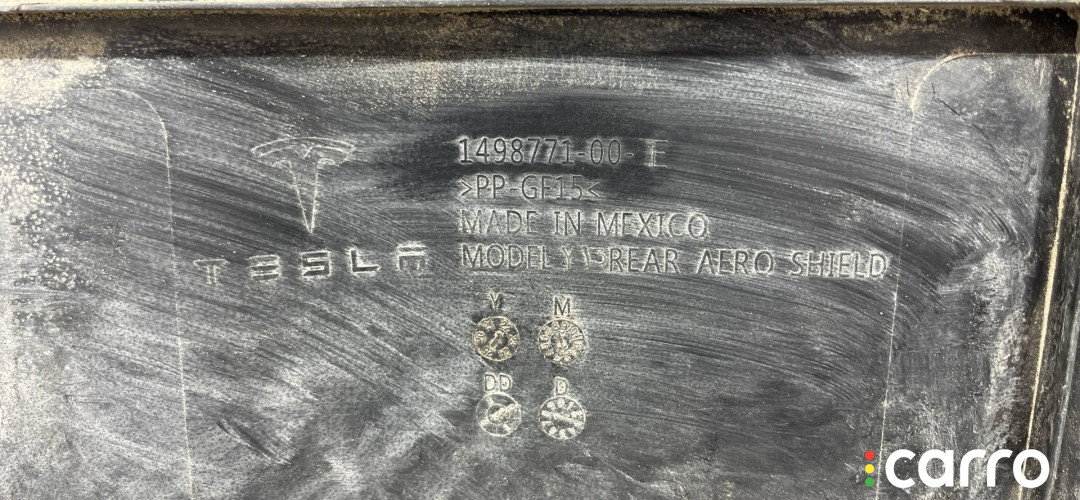 1498771-00-E
>PP-GF15<
MADE IN MEXICO
TESLA
MODEL Y REAR AERO SHIELD
Y M
DD D
carro